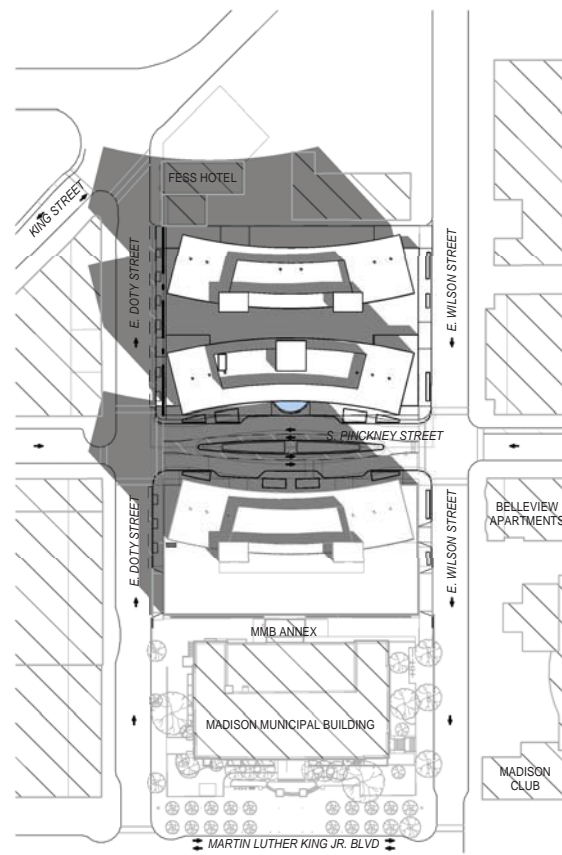 FESS HOTEL
KING STREET
E. DOTY STREET
E. WILSON STREET
S. PINCKNEY STREET
BELLEVIEW
APARTMENTS
E. DOTY STREET
E. WILSON STREET
MMB ANNEX
MADISON MUNICIPAL BUILDING
MADISON
CLUB
MARTIN LUTHER KING JR. BLVD